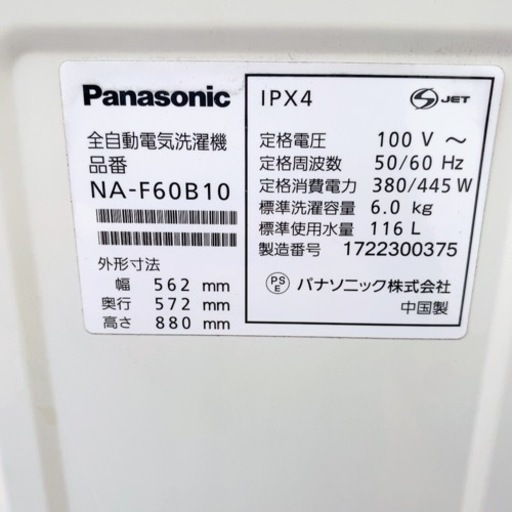 Panasonic
全自動電気洗濯機
品番
NA-F60B10
外形寸法
幅 562 mm
奥行 572 mm
高さ 880 mm
IPX4
S JET
定格電圧 100 V ～
定格周波数 50/60 Hz
定格消費電力 380/445 W
標準洗濯容量 6.0 kg
標準使用水量 116 L
製造番号 1722300375
PS E パナソニック株式会社
中国製